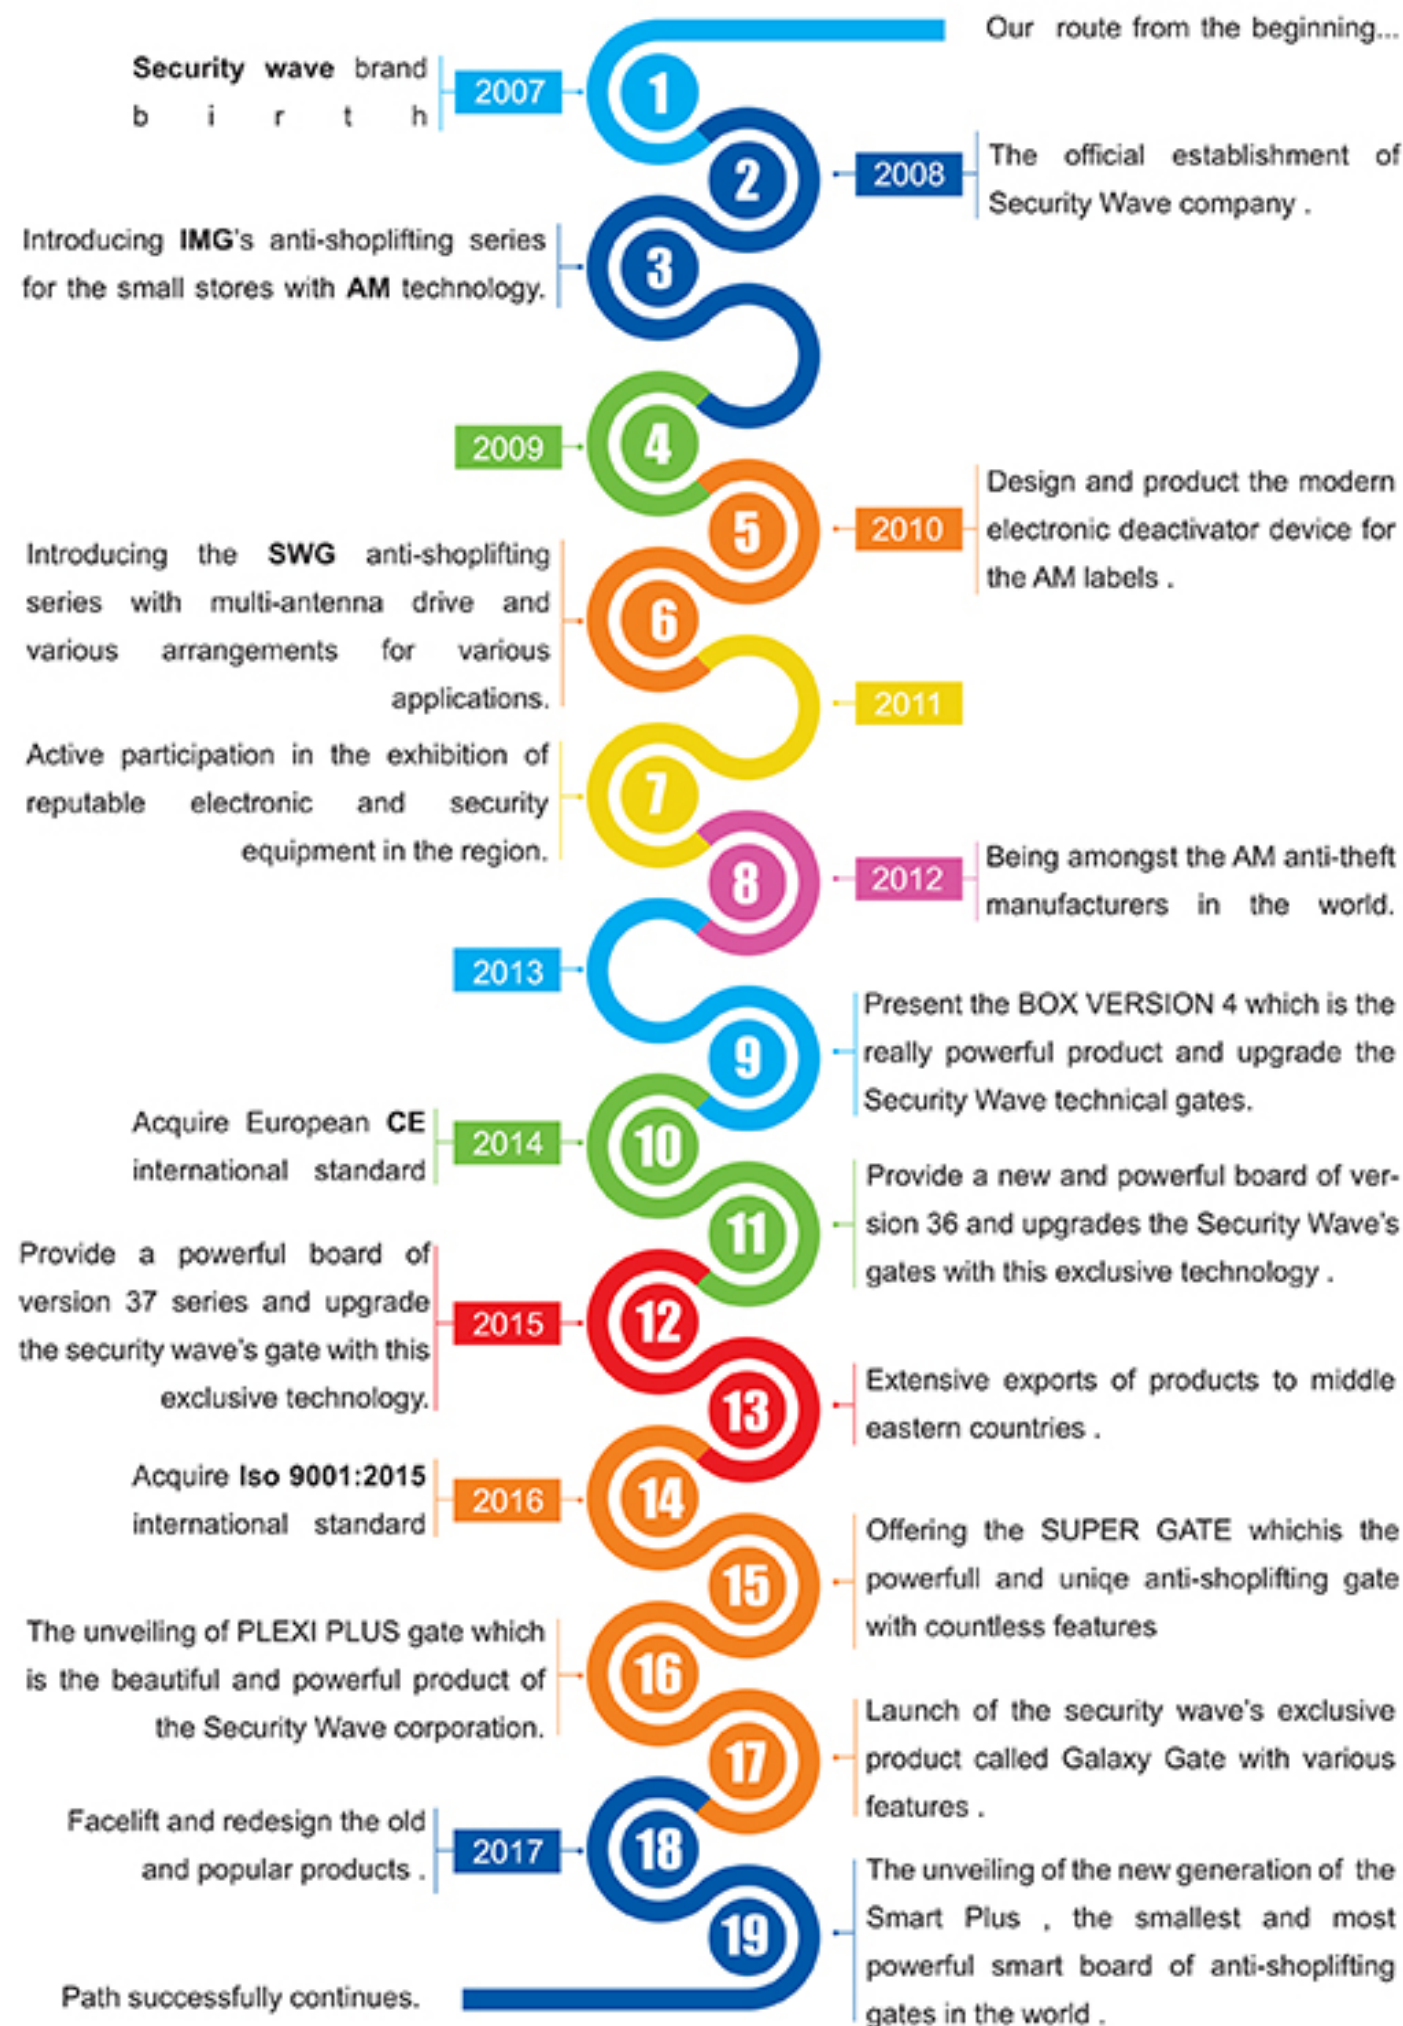 Our route from the beginning...
Security wave brand
birth
2007
1
2
2008
The official establishment of
Security Wave company .
Introducing IMG's anti-shoplifting series
for the small stores with AM technology.
3
2009
4
5
2010
Design and product the modern
electronic deactivator device for
the AM labels .
Introducing the SWG anti-shoplifting
series with multi-antenna drive and
various arrangements for various
applications.
6
2011
Active participation in the exhibition of
reputable electronic and security
equipment in the region.
7
8
2012
Being amongst the AM anti-theft
manufacturers in the world.
2013
9
Present the BOX VERSION 4 which is the
really powerful product and upgrade the
Security Wave technical gates.
Acquire European CE
international standard
2014
10
11
Provide a new and powerful board of ver-
sion 36 and upgrades the Security Wave's
gates with this exclusive technology .
Provide a powerful board of
version 37 series and upgrade
the security wave's gate with this
exclusive technology.
2015
12
13
Extensive exports of products to middle
eastern countries .
Acquire Iso 9001:2015
international standard
2016
14
15
Offering the SUPER GATE whichis the
powerfull and uniqe anti-shoplifting gate
with countless features
The unveiling of PLEXI PLUS gate which
is the beautiful and powerful product of
the Security Wave corporation.
16
17
Launch of the security wave's exclusive
product called Galaxy Gate with various
features .
Facelift and redesign the old
and popular products .
2017
18
19
The unveiling of the new generation of the
Smart Plus , the smallest and most
powerful smart board of anti-shoplifting
gates in the world .
Path successfully continues.